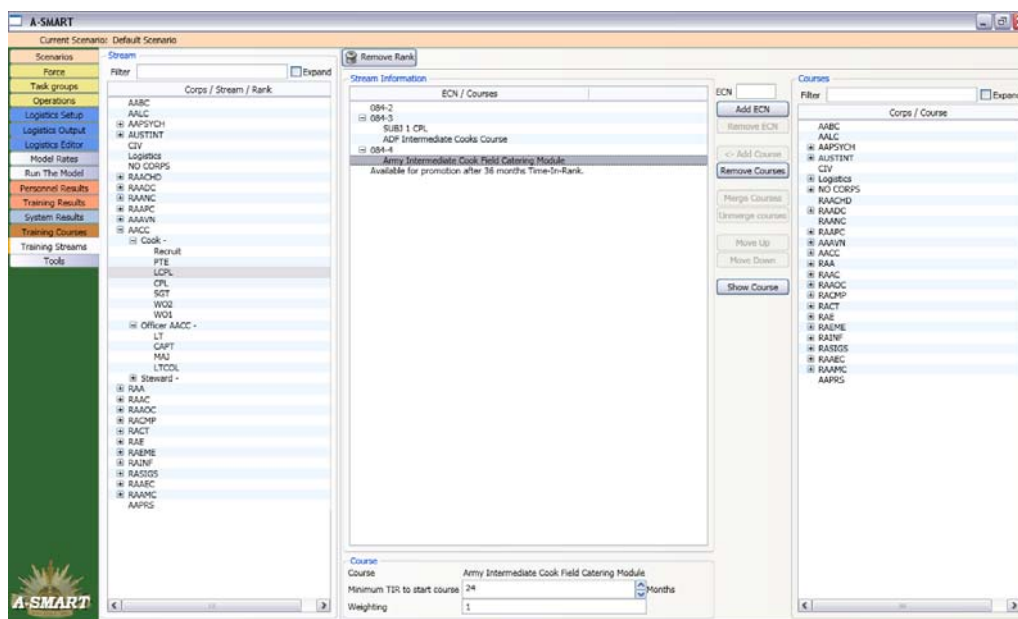 A-SMART
Current Scenario: Default Scenario
Scenarios
Force
Task groups
Operations
Logistics Setup
Logistics Output
Logistics Editor
Model Rates
Run The Model
Personnel Results
Training Results
System Results
Training Courses
Training Streams
Tools
A-SMART
Stream
Filter
Expand
Corps / Stream / Rank
AABC
AALC
AAPSYCH
AUSTINT
CIV
Logistics
NO CORPS
RAACHD
RAADC
RAANC
RAAPC
AAAVN
AACC
Cook -
Recruit
PTE
LCPL
CPL
SGT
WO2
WO1
Officer AACC -
LT
CAPT
MAJ
LTCOL
Steward -
RAA
RAAC
RAAOC
RACMP
RACT
RAE
RAEME
RAINF
RASIGS
RAAEC
RAAMC
AAPRS
Remove Rank
Stream Information
ECN / Courses
084-2
084-3
SUBJ 1 CPL
ADF Intermediate Cooks Course
084-4
Army Intermediate Cook Field Catering Module
Available for promotion after 36 months Time-In-Rank.
Course
Course Army Intermediate Cook Field Catering Module
Minimum TIR to start course 24 Months
Weighting 1
ECN
Add ECN
Remove ECN
<- Add Course
Remove Courses
Merge Courses
Unmerge courses
Move Up
Move Down
Show Course
Courses
Filter
Expand
Corps / Course
AABC
AALC
AAPSYCH
AUSTINT
CIV
Logistics
NO CORPS
RAACHD
RAADC
RAANC
RAAPC
AAAVN
AACC
RAA
RAAC
RAAOC
RACMP
RACT
RAE
RAEME
RAINF
RASIGS
RAAEC
RAAMC
AAPRS